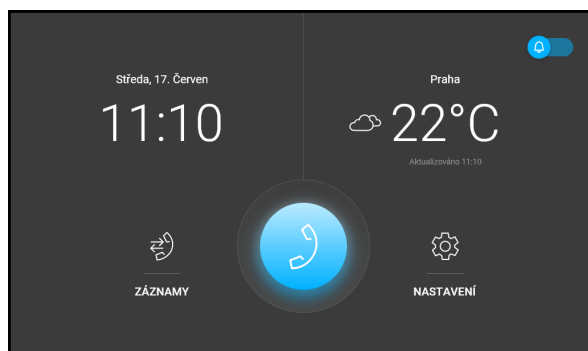 Středa, 17. Červen
11:10
Praha
22°C
Aktualizováno 11:10
ZÁZNAMY
NASTAVENÍ